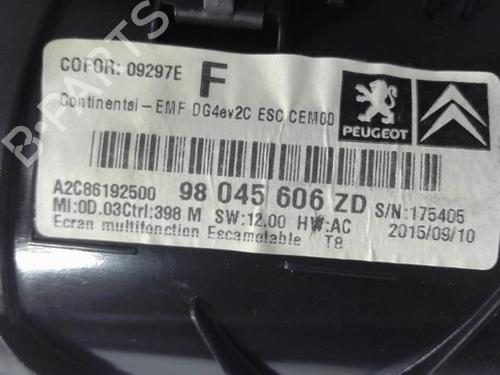 COFOR: 09297E F
Continental-EMF DG4ev2C ESC CEM00
PEUGEOT
A2C86192500 98 045 606 ZD S/N:175405
MI:0D.03Ctrl:398 M SW:12.00 HW:AC 2015/09/10
Ecran multifonction Escamotable T8
B-PARTS